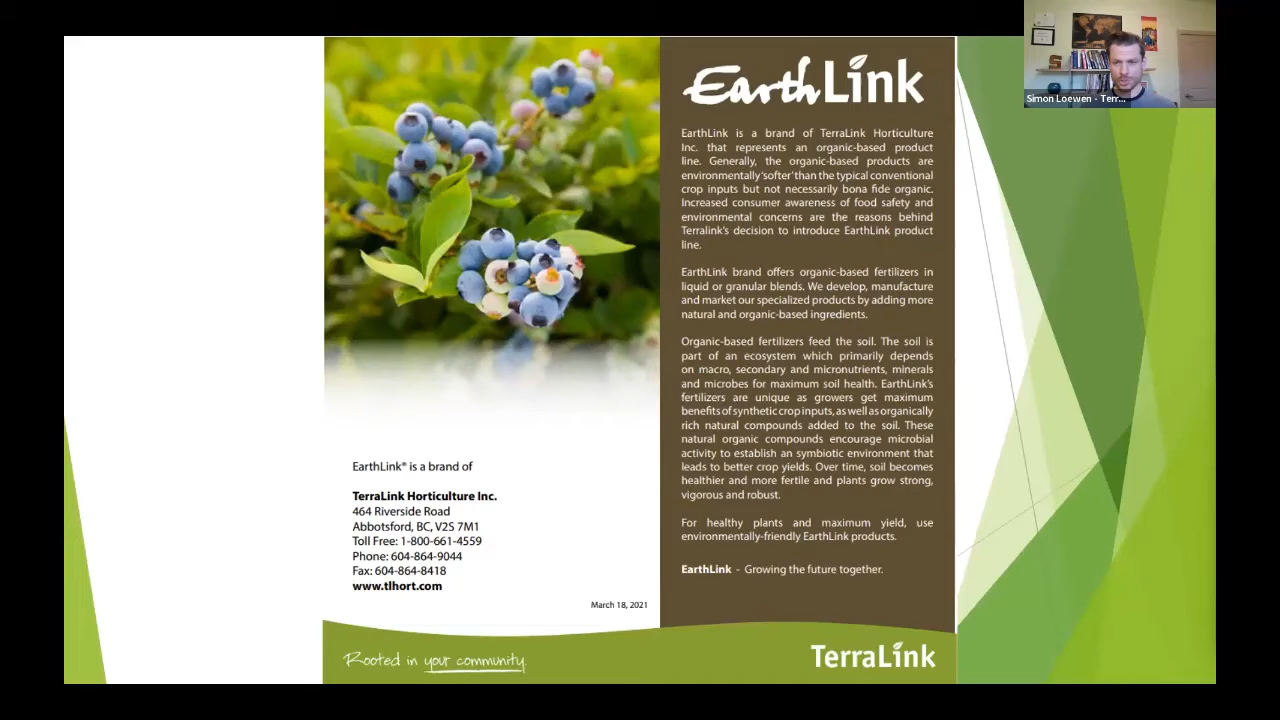 EarthLink
EarthLink is a brand of TerraLink Horticulture
Inc. that represents an organic-based product
line. Generally, the organic-based products are
environmentally 'softer' than the typical conventional
crop inputs but not necessarily bona fide organic.
Increased consumer awareness of food safety and
environmental concerns are the reasons behind
Terralink's decision to introduce EarthLink product
line.
EarthLink brand offers organic-based fertilizers in
liquid or granular blends. We develop, manufacture
and market our specialized products by adding more
natural and organic-based ingredients.
Organic-based fertilizers feed the soil. The soil is
part of an ecosystem which primarily depends
on macro, secondary and micronutrients, minerals
and microbes for maximum soil health. EarthLink's
fertilizers are unique as growers get maximum
benefits of synthetic crop inputs, as well as organically
rich natural compounds added to the soil. These
natural organic compounds encourage microbial
activity to establish an symbiotic environment that
leads to better crop yields. Over time, soil becomes
healthier and more fertile and plants grow strong,
vigorous and robust.
For healthy plants and maximum yield, use
environmentally-friendly EarthLink products.
EarthLink - Growing the future together.
EarthLink® is a brand of
TerraLink Horticulture Inc.
464 Riverside Road
Abbotsford, BC, V2S 7M1
Toll Free: 1-800-661-4559
Phone: 604-864-9044
Fax: 604-864-8418
www.tlhort.com
March 18, 2021
Rooted in your community.
TerraLink
Simon Loewen - Terr...